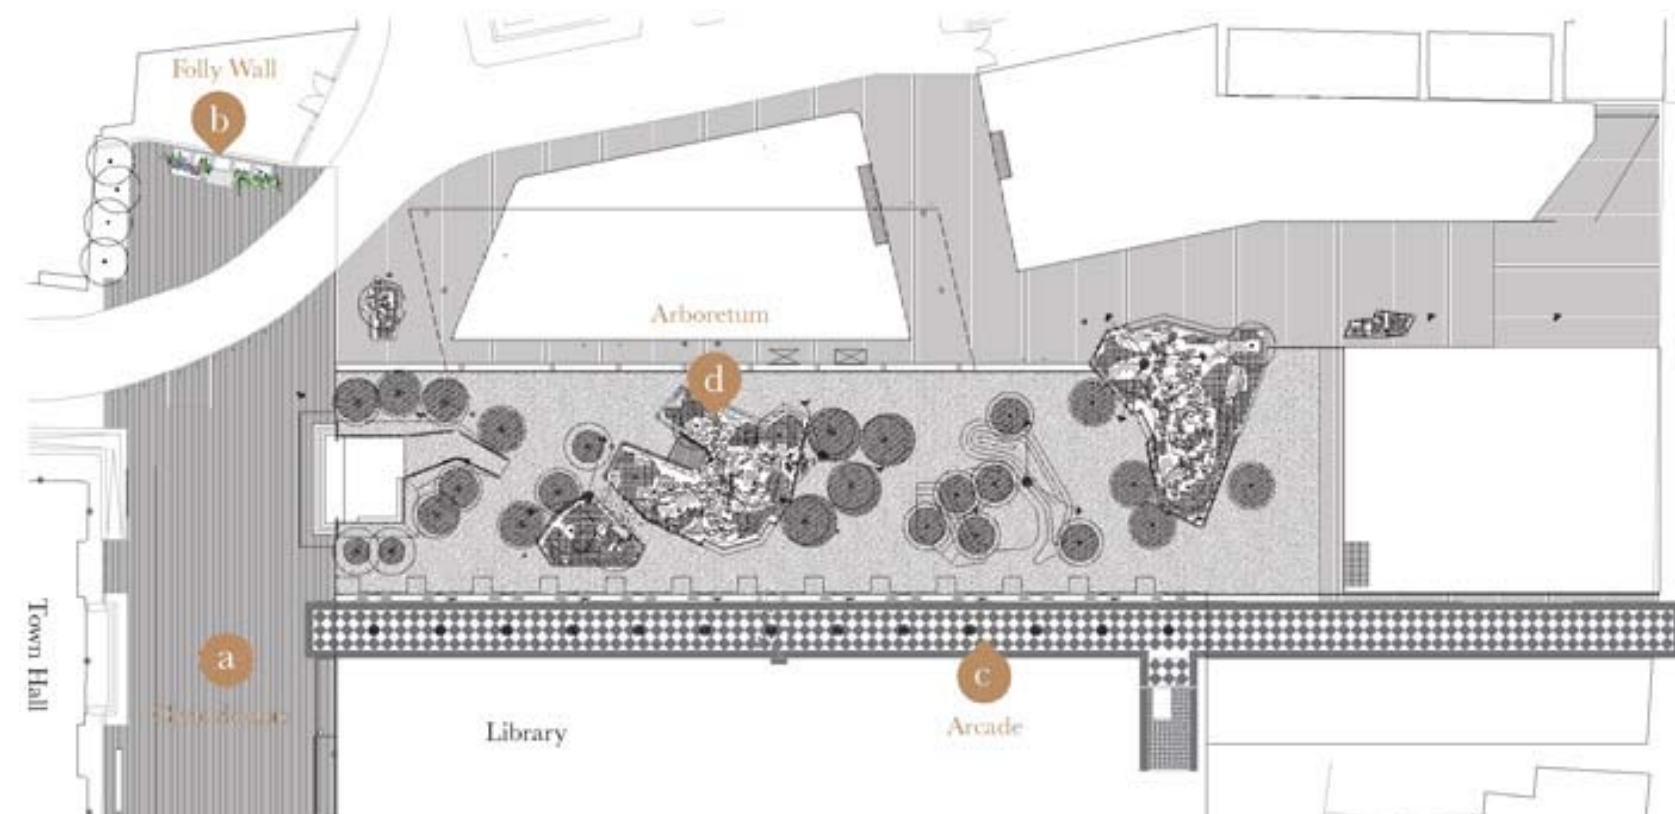 Folly Wall
b
Arboretum
d
Town Hall
a
c
Library
Arcade